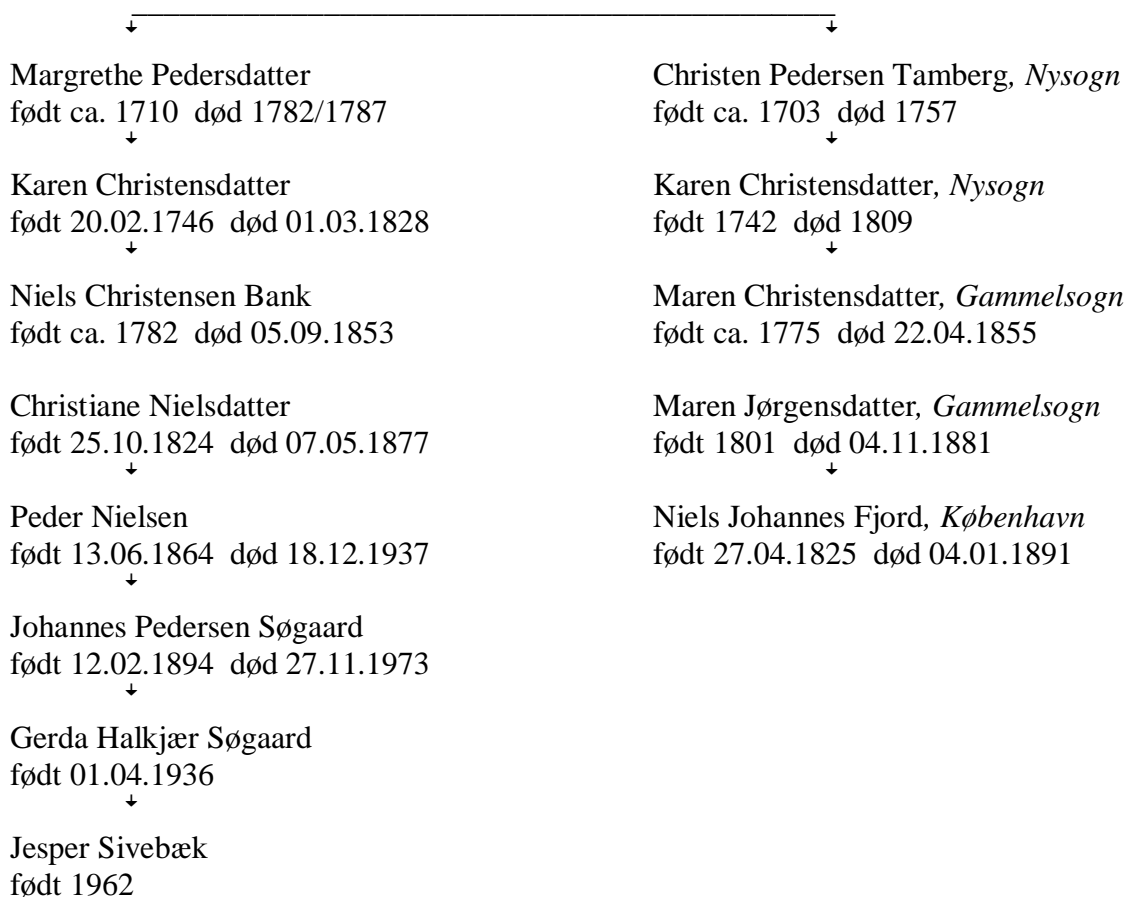 Margrethe Pedersdatter
født ca. 1710 død 1782/1787
Karen Christensdatter
født 20.02.1746 død 01.03.1828
Niels Christensen Bank
født ca. 1782 død 05.09.1853
Christiane Nielsdatter
født 25.10.1824 død 07.05.1877
Peder Nielsen
født 13.06.1864 død 18.12.1937
Johannes Pedersen Søgaard
født 12.02.1894 død 27.11.1973
Gerda Halkjær Søgaard
født 01.04.1936
Jesper Sivebæk
født 1962
Christen Pedersen Tamberg, Nysogn
født ca. 1703 død 1757
Karen Christensdatter, Nysogn
født 1742 død 1809
Maren Christensdatter, Gammelsogn
født ca. 1775 død 22.04.1855
Maren Jørgensdatter, Gammelsogn
født 1801 død 04.11.1881
Niels Johannes Fjord, København
født 27.04.1825 død 04.01.1891